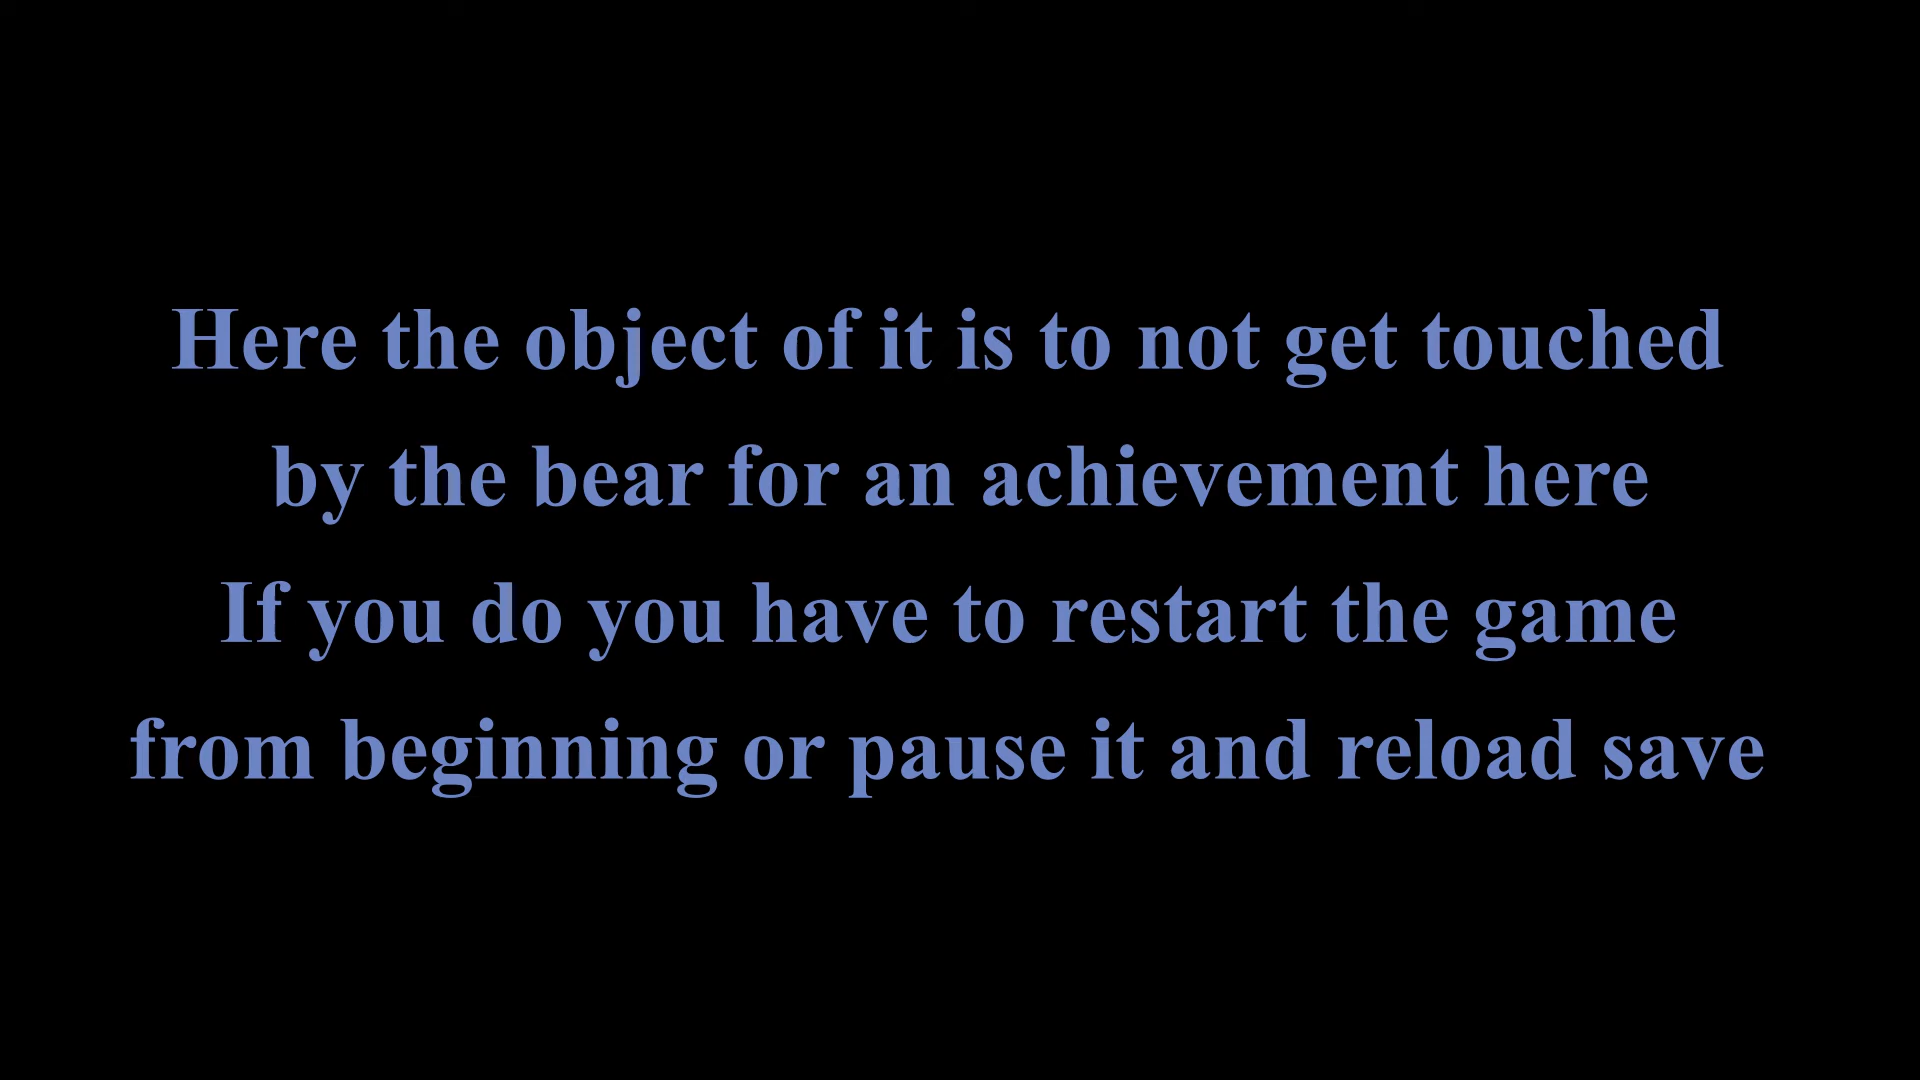 Here the object of it is to not get touched
by the bear for an achievement here
If you do you have to restart the game
from beginning or pause it and reload save